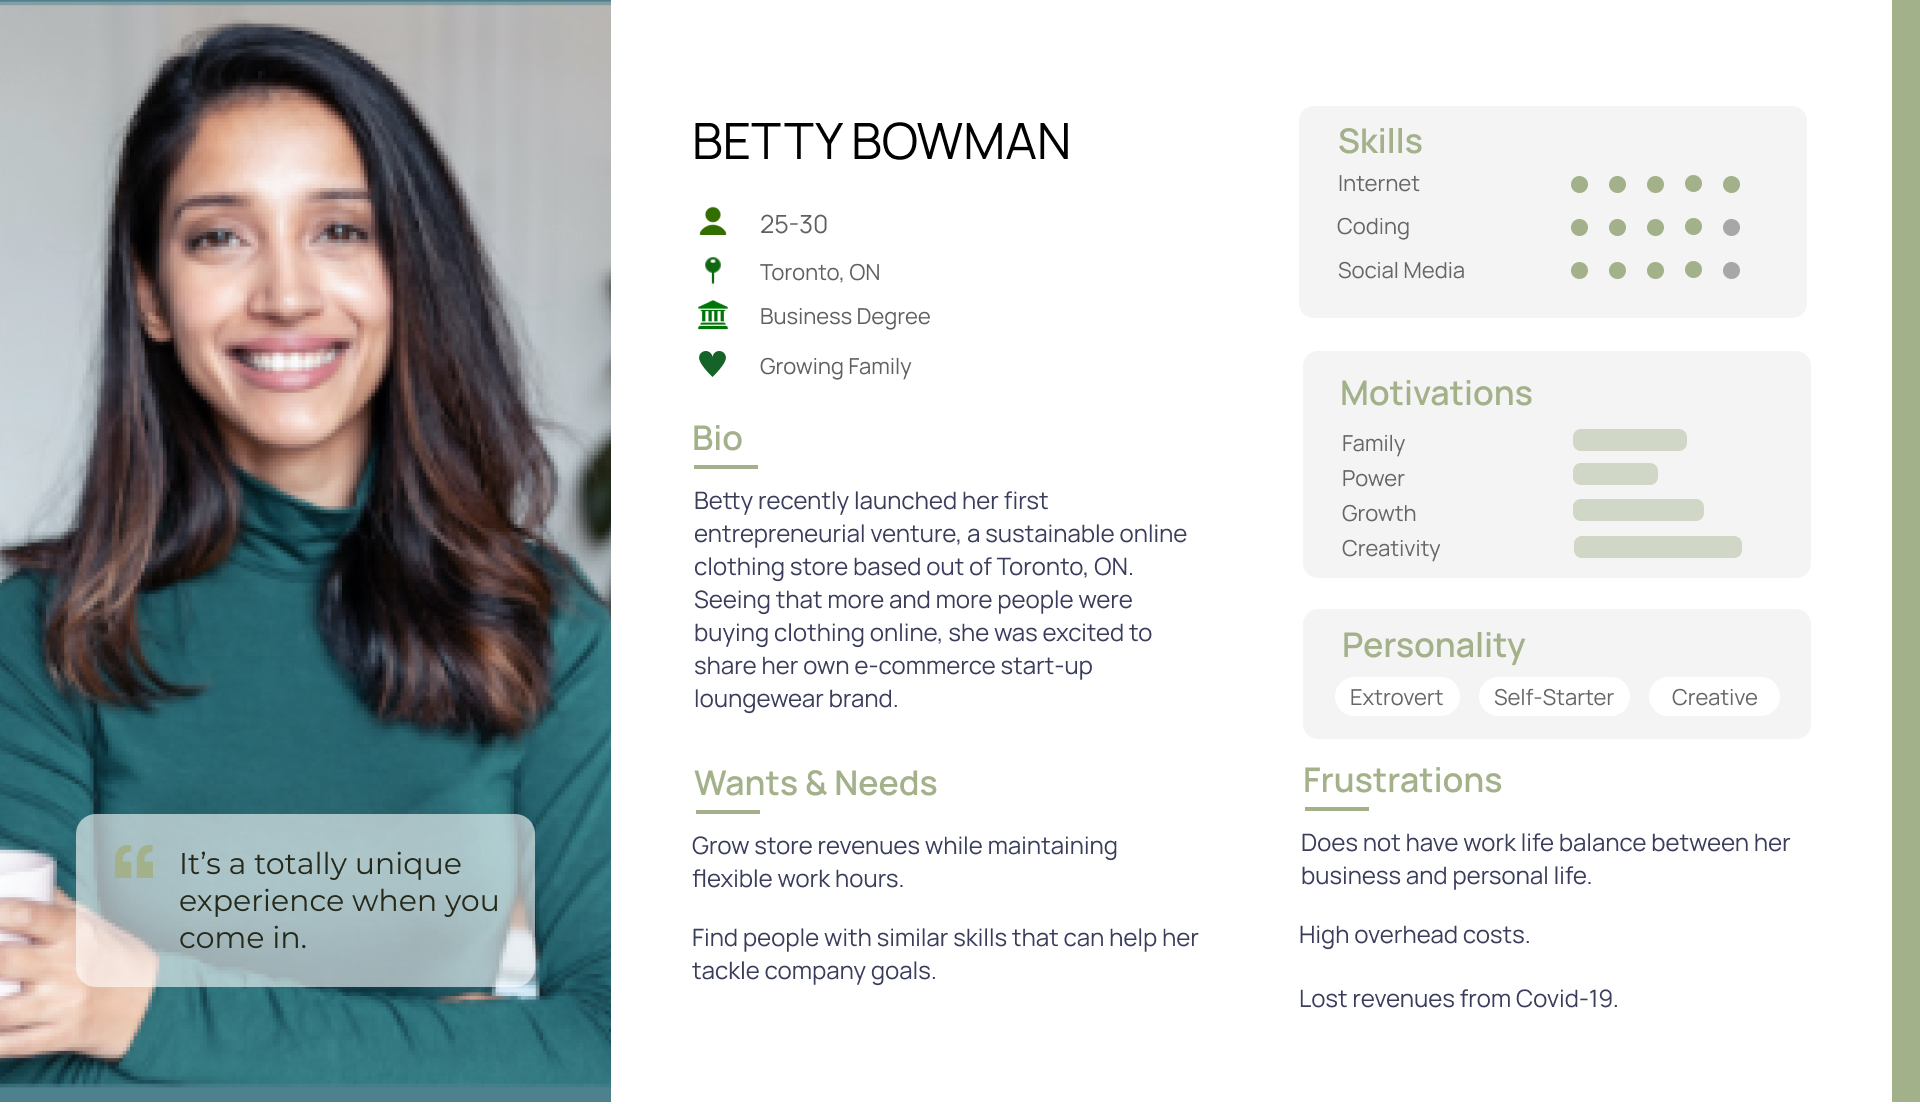 BETTY BOWMAN
25-30
Toronto, ON
Business Degree
Growing Family
Bio
Betty recently launched her first
entrepreneurial venture, a sustainable online
clothing store based out of Toronto, ON.
Seeing that more and more people were
buying clothing online, she was excited to
share her own e-commerce start-up
loungewear brand.
Wants & Needs
Grow store revenues while maintaining
flexible work hours.
Find people with similar skills that can help her
tackle company goals.
Skills
Internet
Coding
Social Media
Motivations
Family
Power
Growth
Creativity
Personality
Extrovert
Self-Starter
Creative
Frustrations
Does not have work life balance between her
business and personal life.
High overhead costs.
Lost revenues from Covid-19.
“
It’s a totally unique
experience when you
come in.